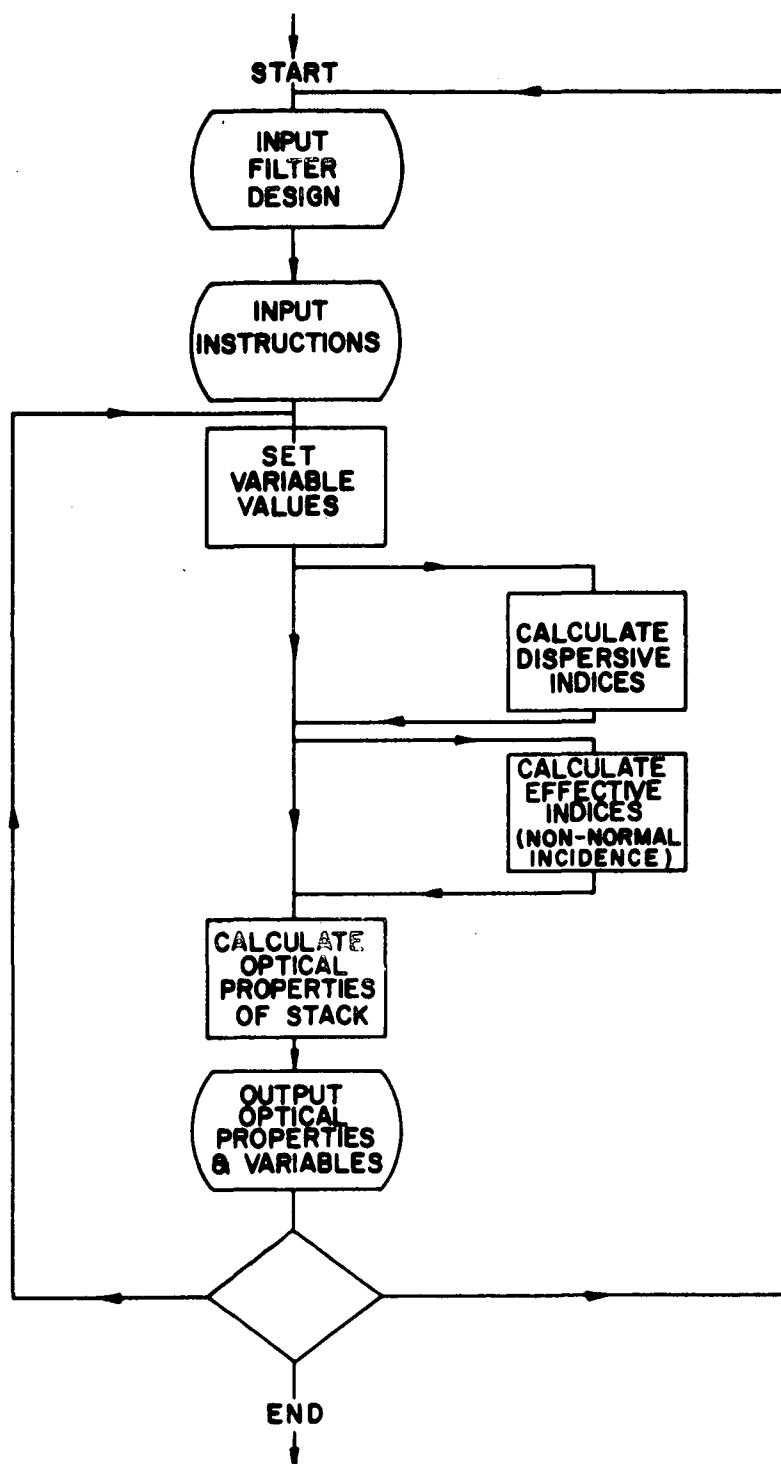 START
INPUT
FILTER
DESIGN
INPUT
INSTRUCTIONS
SET
VARIABLE
VALUES
CALCULATE
DISPERSIVE
INDICES
CALCULATE
EFFECTIVE
INDICES
(NON-NORMAL
INCIDENCE)
CALCULATE
OPTICAL
PROPERTIES
OF STACK
OUTPUT
OPTICAL
PROPERTIES
& VARIABLES
END